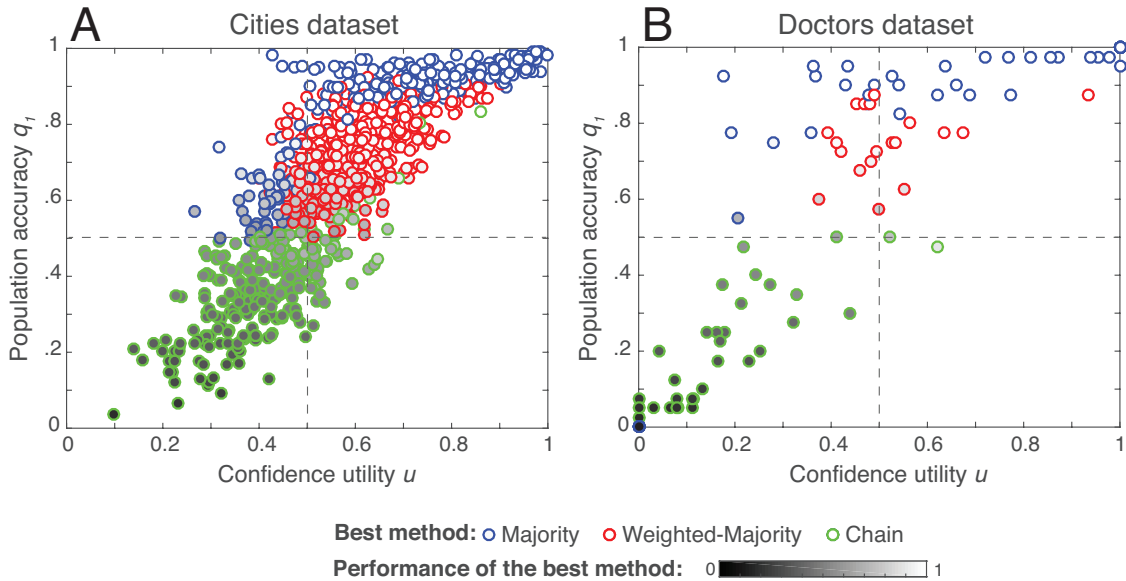 A Cities dataset
Population accuracy q1
1
.8
.6
.4
.2
0
0 0.2 0.4 0.6 0.8 1
Confidence utility u
B Doctors dataset
Population accuracy q1
1
.8
.6
.4
.2
0
0 0.2 0.4 0.6 0.8 1
Confidence utility u
Best method: Majority Weighted-Majority Chain
Performance of the best method: 0 1